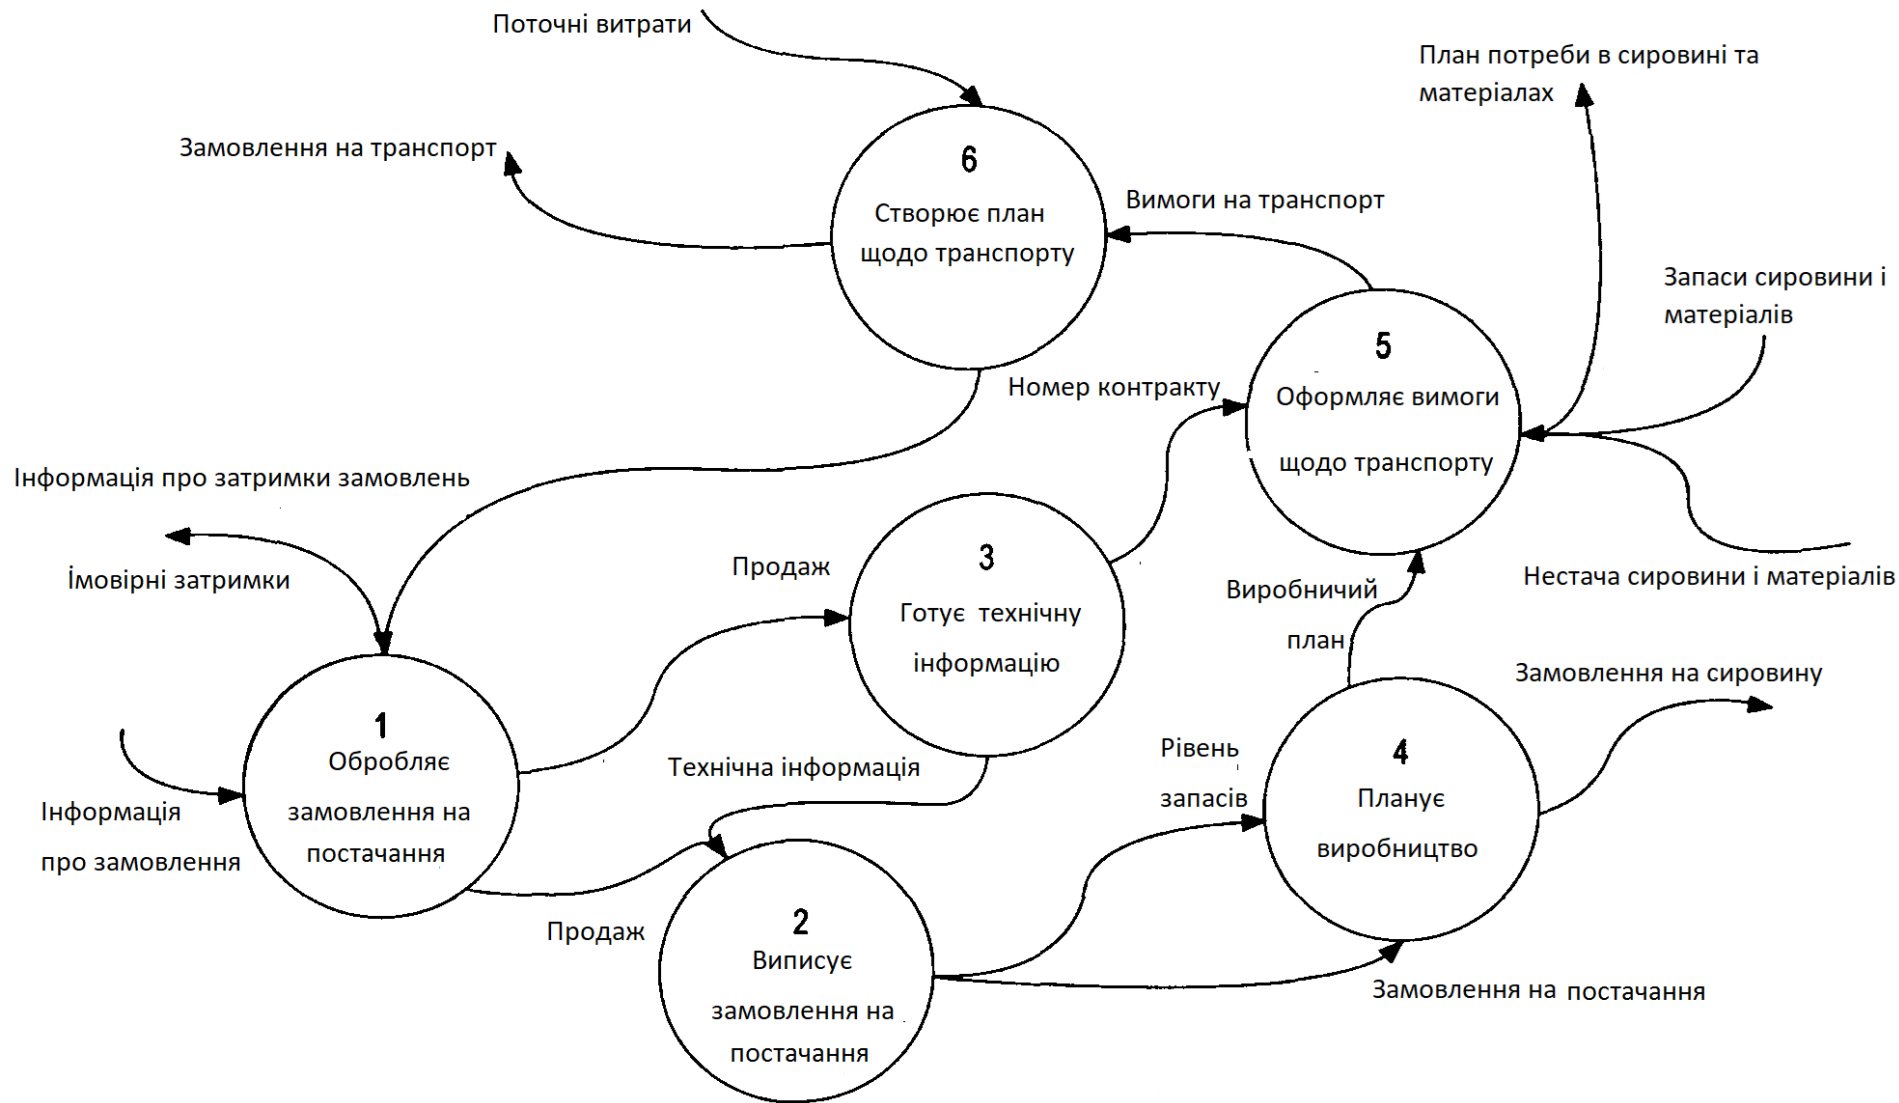 Поточні витрати
План потреби в сировині та
матеріалах
Замовлення на транспорт
6
Створює план
щодо транспорту
Вимоги на транспорт
Запаси сировини і
матеріалів
5
Оформляє вимоги
щодо транспорту
Номер контракту
Інформація про затримки замовлень
Імовірні затримки
Продаж
3
Готує технічну
інформацію
Виробничий
план
Нестача сировини і матеріалів
Замовлення на сировину
1
Обробляє
замовлення на
постачання
Інформація
про замовлення
Технічна інформація
Рівень
запасів
4
Планує
виробництво
Продаж
2
Виписує
замовлення на
постачання
Замовлення на постачання